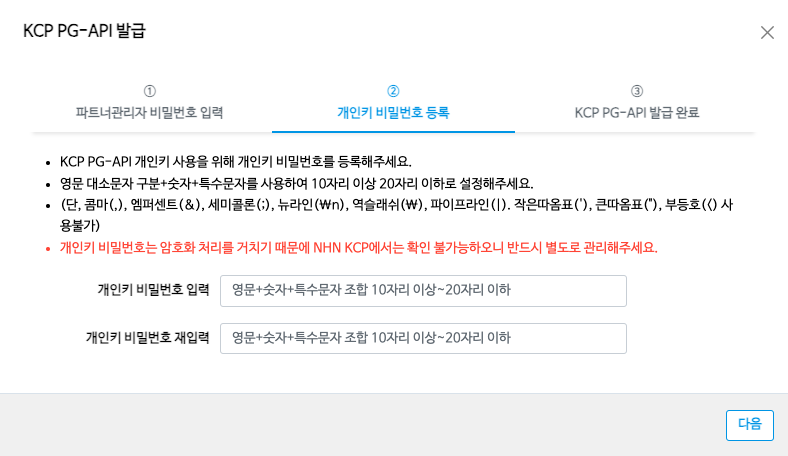 KCP PG-API 발급
①
파트너관리자 비밀번호 입력
②
개인키 비밀번호 등록
③
KCP PG-API 발급 완료
• KCP PG-API 개인키 사용을 위해 개인키 비밀번호를 등록해주세요.
• 영문 대소문자 구분+숫자+특수문자를 사용하여 10자리 이상 20자리 이하로 설정해주세요.
• (단, 콤마(,), 엠퍼센트(&), 세미콜론(;), 뉴라인(₩n), 역슬래쉬(₩), 파이프라인(|). 작은따옴표('), 큰따옴표("), 부등호(〈) 사
용불가)
• 개인키 비밀번호는 암호화 처리를 거치기 때문에 NHN KCP에서는 확인 불가능하오니 반드시 별도로 관리해주세요.
개인키 비밀번호 입력 영문+숫자+특수문자 조합 10자리 이상~20자리 이하
개인키 비밀번호 재입력 영문+숫자+특수문자 조합 10자리 이상~20자리 이하
다음